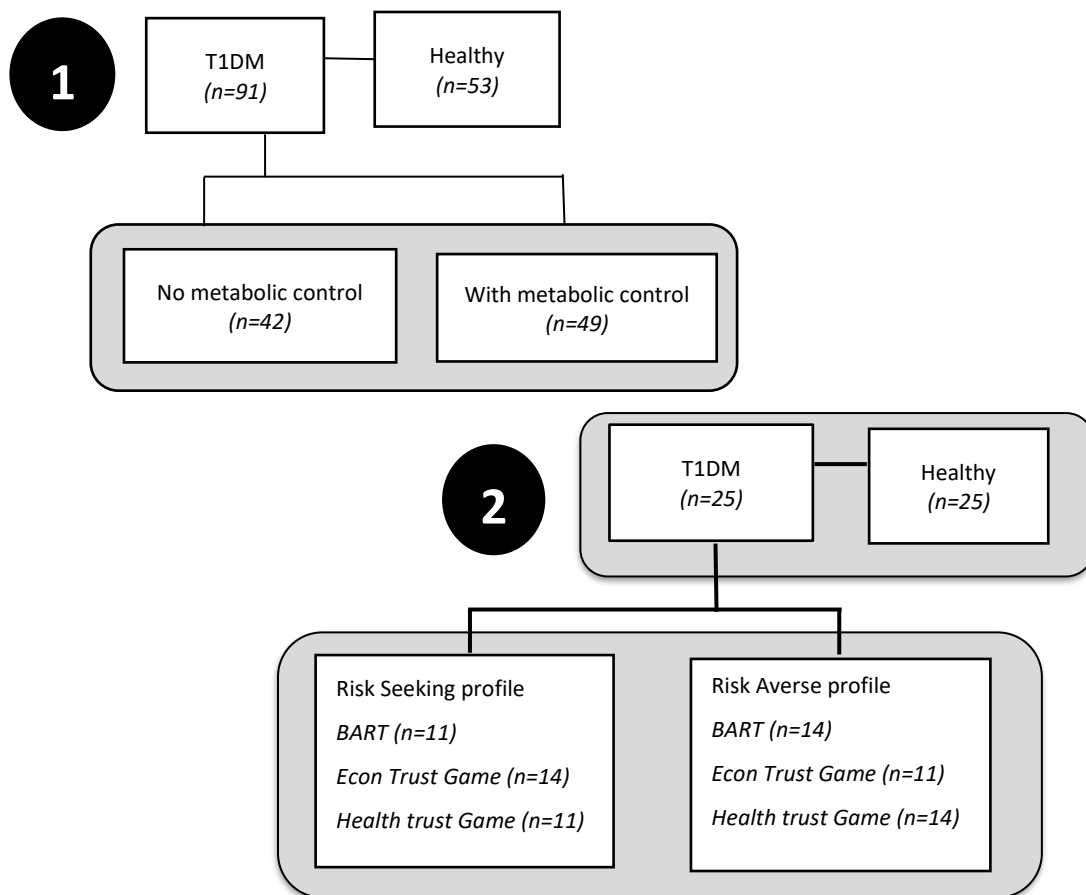 1
T1DM
(n=91)
Healthy
(n=53)
No metabolic control
(n=42)
With metabolic control
(n=49)
2
T1DM
(n=25)
Healthy
(n=25)
Risk Seeking profile
BART (n=11)
Econ Trust Game (n=14)
Health trust Game (n=11)
Risk Averse profile
BART (n=14)
Econ Trust Game (n=11)
Health trust Game (n=14)